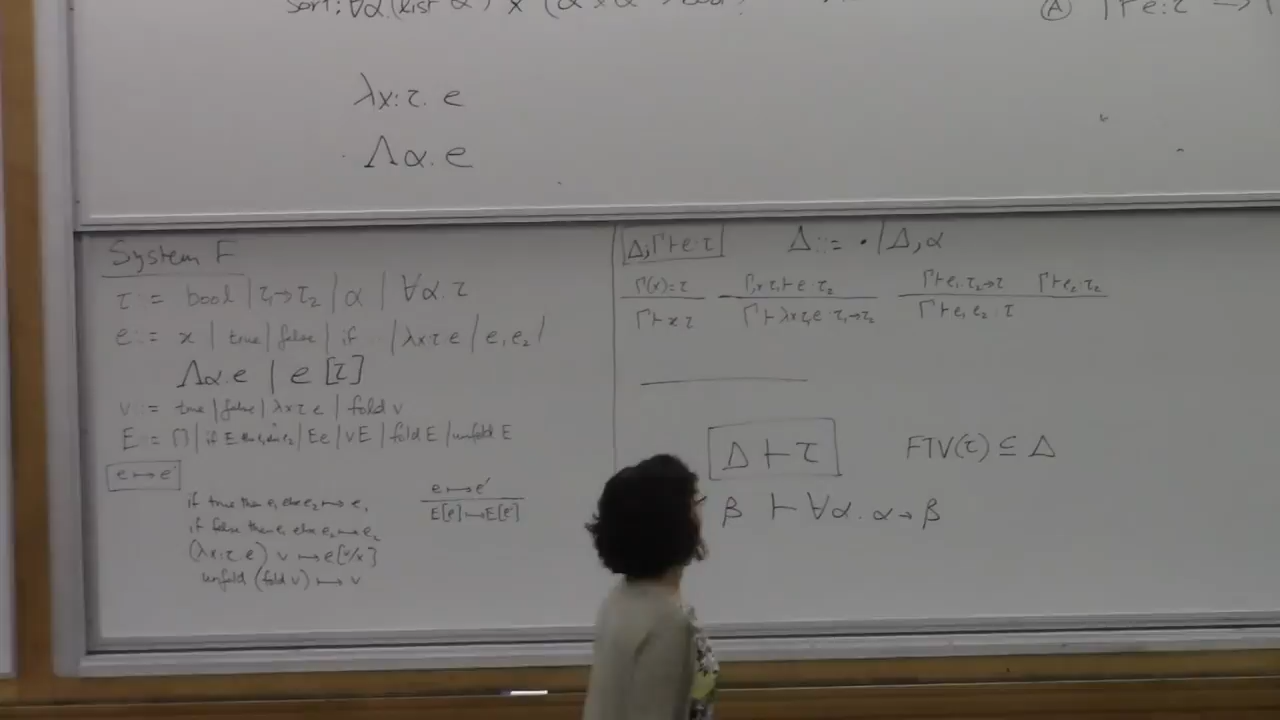 sort: ∀α. (list α) × (α × α → bool)
Ⓐ Γ ⊢ e:τ →
λx:τ. e
Λα. e
System F
τ ::= bool | τ₁→τ₂ | α | ∀α. τ
e ::= x | true | false | if | λx:τ.e | e₁e₂ |
Λα.e | e [τ]
v ::= true | false | λx:τ.e | fold v
E ::= [] | if E then e₁ else e₂ | E e | v E | fold E | unfold E
e ↦ e'
if true then e₁ else e₂ ↦ e₁
if false then e₁ else e₂ ↦ e₂
(λx:τ.e) v ↦ e[v/x]
unfold (fold v) ↦ v
e ↦ e'
E[e] ↦ E[e']
Δ;Γ ⊢ e:τ Δ ::= • | Δ,α
Γ(x)=τ Γ,x:τ₁ ⊢ e:τ₂ Γ ⊢ e₁:τ₂→τ Γ ⊢ e₂:τ₂
Γ ⊢ x:τ Γ ⊢ λx:τ₁.e : τ₁→τ₂ Γ ⊢ e₁ e₂ : τ
Δ ⊢ τ FTV(τ) ⊆ Δ
β ⊢ ∀α. α → β